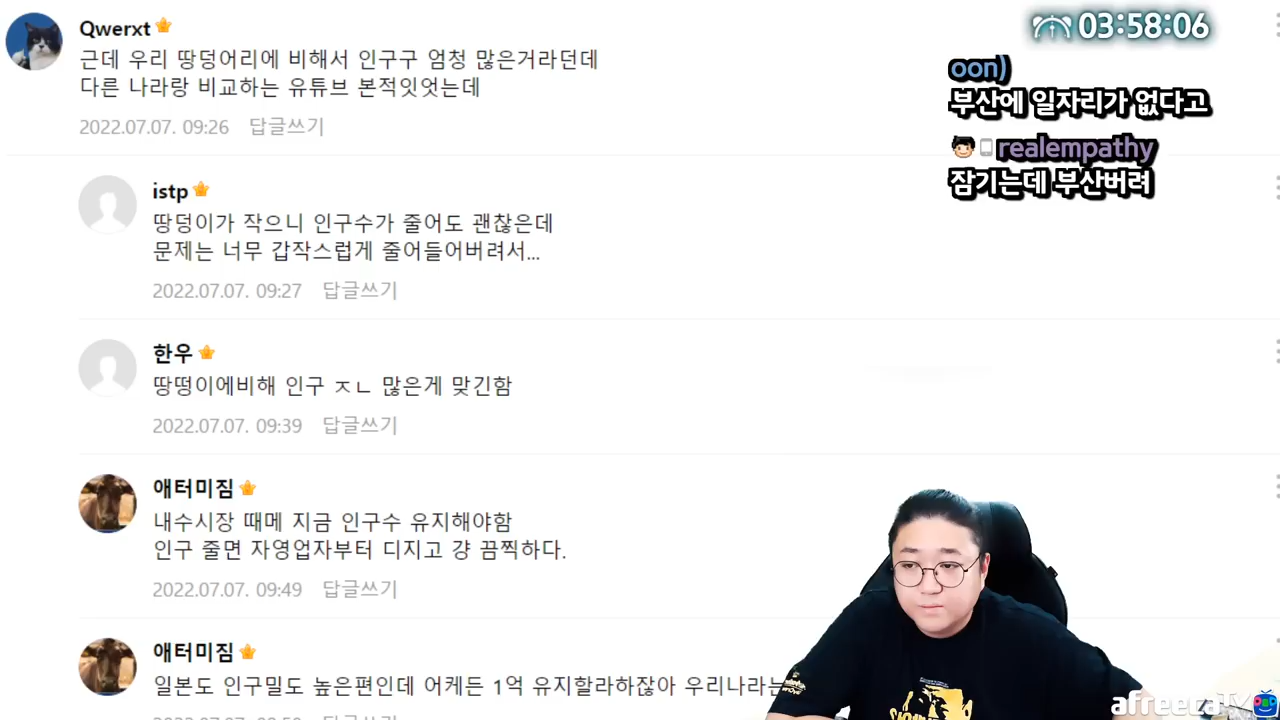 Qwerxt
근데 우리 땅덩어리에 비해서 인구구 엄청 많은거라던데
다른 나라랑 비교하는 유튜브 본적잇엇는데
2022.07.07. 09:26 답글쓰기
istp
땅덩이가 작으니 인구수가 줄어도 괜찮은데
문제는 너무 갑작스럽게 줄어들어버려서...
2022.07.07. 09:27 답글쓰기
한우
땅떵이에비해 인구 ㅈㄴ 많은게 맞긴함
2022.07.07. 09:39 답글쓰기
애터미짐
내수시장 때메 지금 인구수 유지해야함
인구 줄면 자영업자부터 디지고 걍 끔찍하다.
2022.07.07. 09:49 답글쓰기
애터미짐
일본도 인구밀도 높은편인데 어케든 1억 유지할라하잖아 우리나라는
03:58:06
oon)
부산에 일자리가 없다고
realempathy
잠기는데 부산버려
afreecaTV